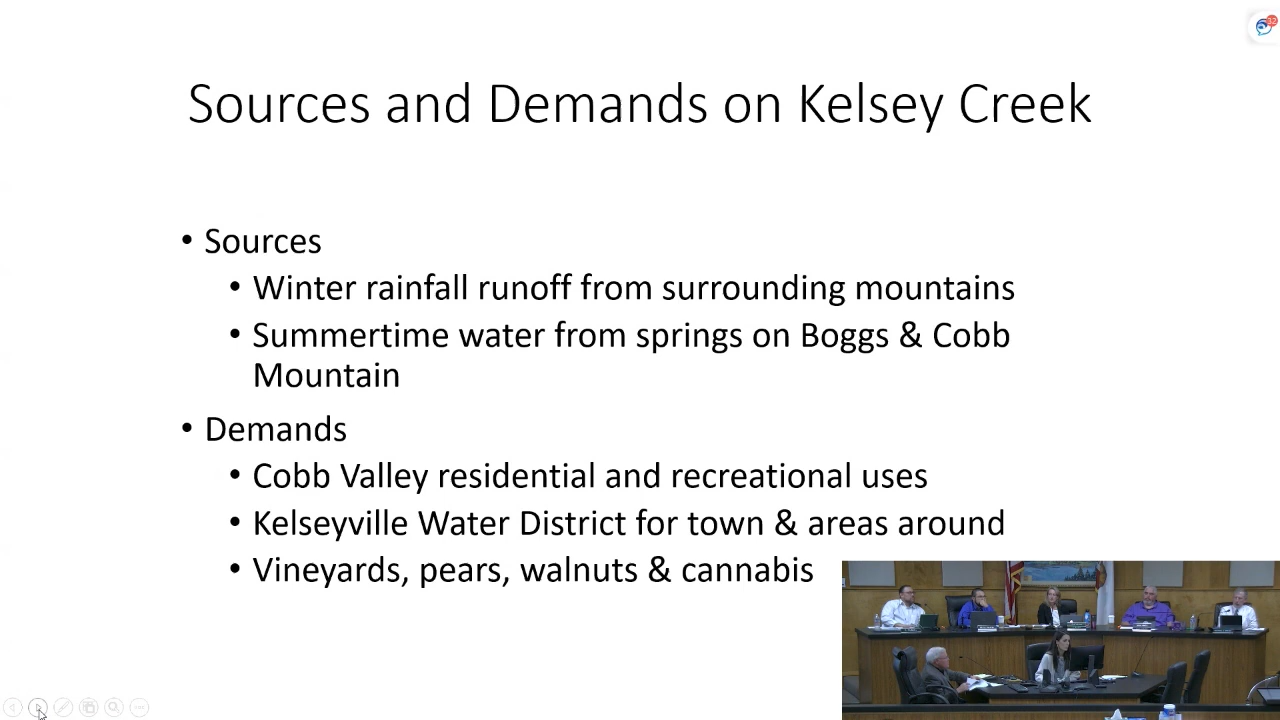 Sources and Demands on Kelsey Creek
• Sources
• Winter rainfall runoff from surrounding mountains
• Summertime water from springs on Boggs & Cobb
Mountain
• Demands
• Cobb Valley residential and recreational uses
• Kelseyville Water District for town & areas around
• Vineyards, pears, walnuts & cannabis